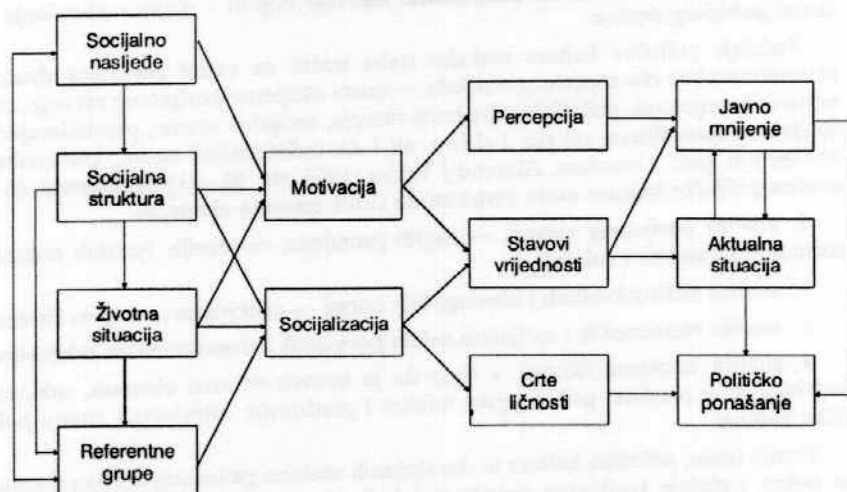 Socijalno
nasljeđe
Socijalna
struktura
Životna
situacija
Referentne
grupe
Motivacija
Socijalizacija
Percepcija
Stavovi
vrijednosti
Crte
ličnosti
Javno
mnijenje
Aktualna
situacija
Političko
ponašanje